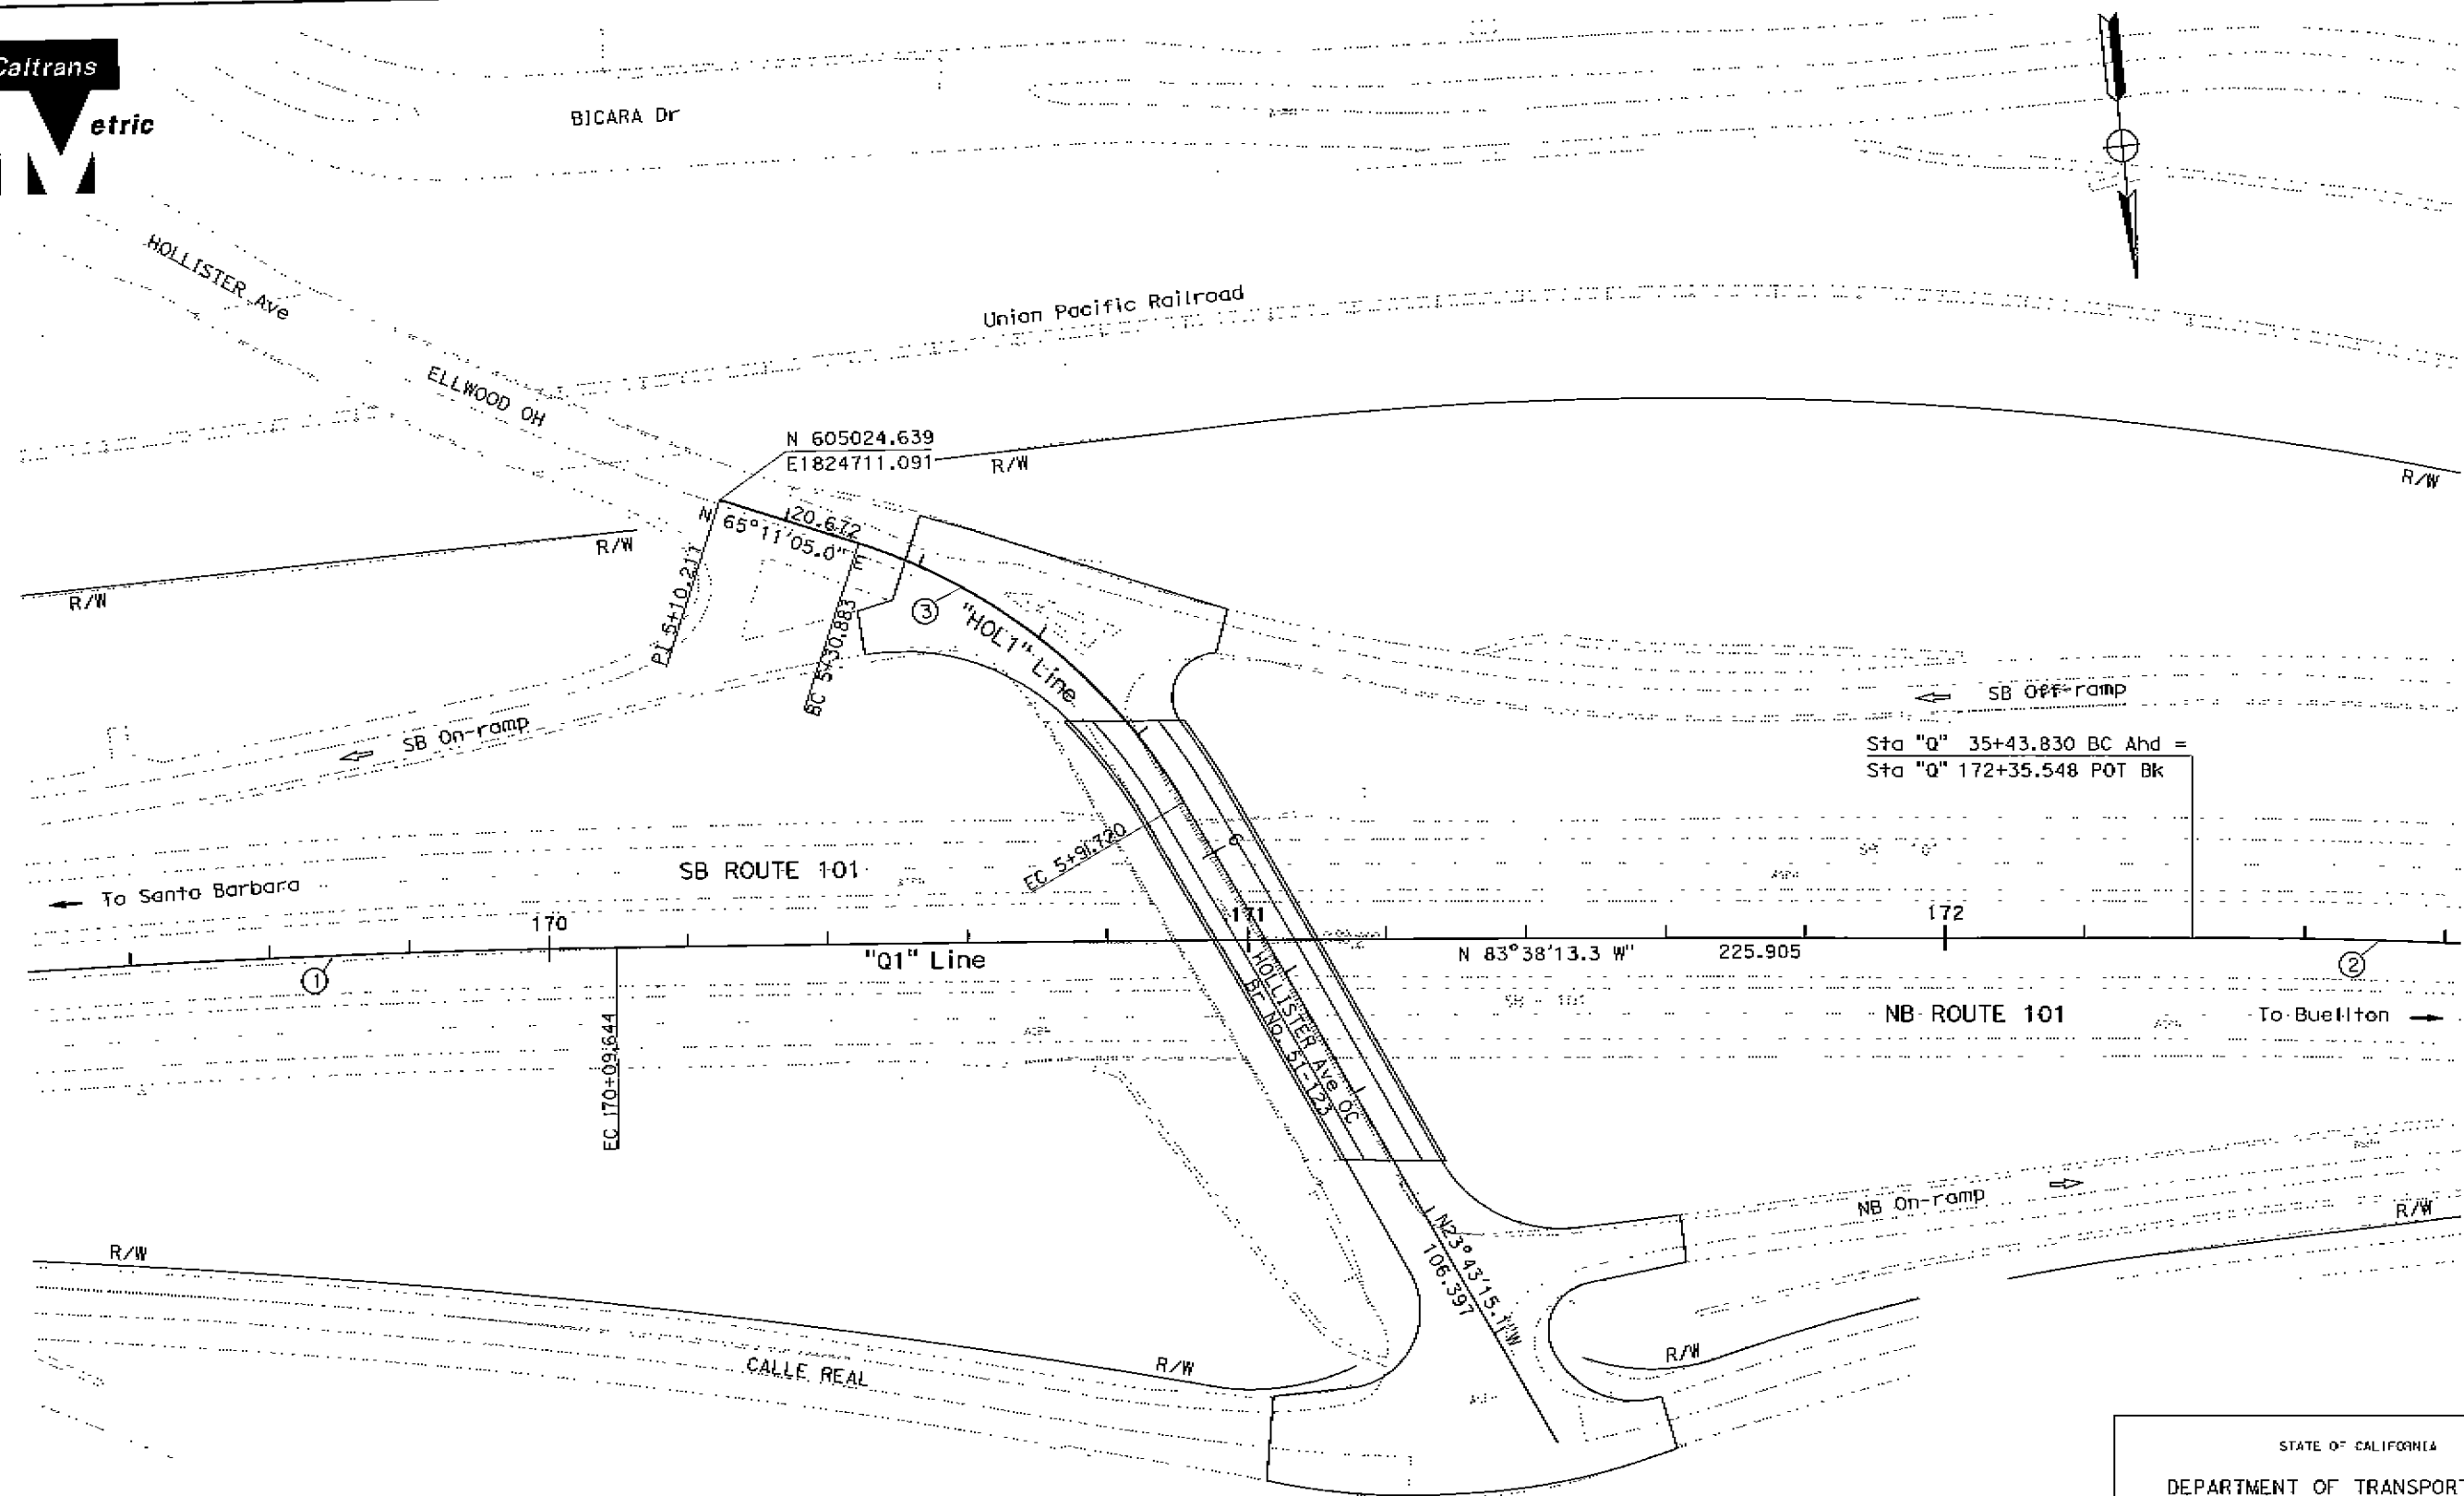 Caltrans
etric
BICARA Dr
HOLLISTER Ave
Union Pacific Railroad
ELLWOOD OH
N 605024.639
E1824711.091
R/W
R/W
R/W
R/W
N 65°11'05.0" E
20.672
PI 5+10.211
BC 5+30.883
3
"HOL1" Line
SB On-ramp
SB Off-ramp
Sta "Q" 35+43.830 BC Ahd =
Sta "Q" 172+35.548 POT Bk
EC 5+91.720
6
SB ROUTE 101
To Santa Barbara
170
171
172
1
"Q1" Line
N 83°38'13.3 W"
225.905
2
HOLLISTER Ave OC
Br No. 51-123
NB ROUTE 101
To Buellton
EC 170+09.644
NB On-ramp
R/W
R/W
N23°43'15.1"W
106.397
R/W
R/W
CALLE REAL
STATE OF CALIFORNIA
DEPARTMENT OF TRANSPORT